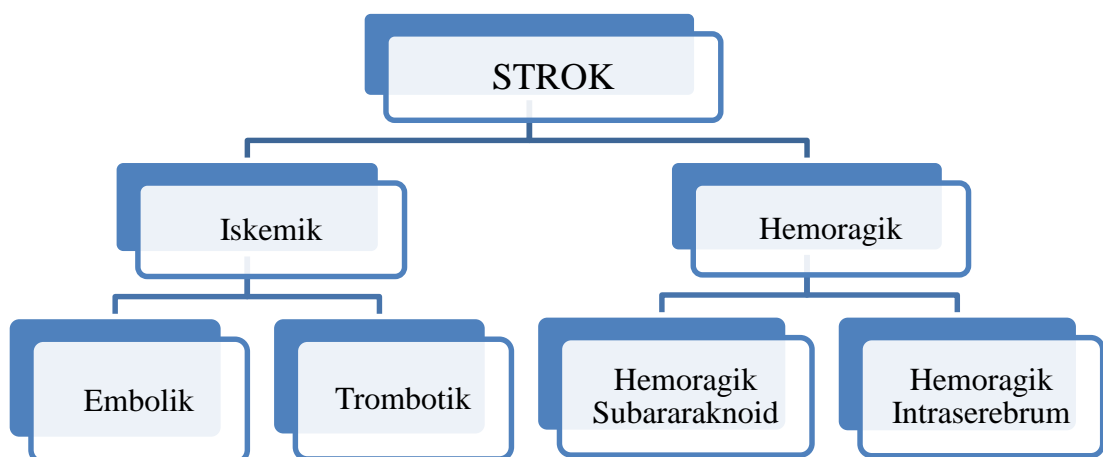 STROK
Iskemik
Hemoragik
Embolik
Trombotik
Hemoragik
Subararaknoid
Hemoragik
Intraserebrum